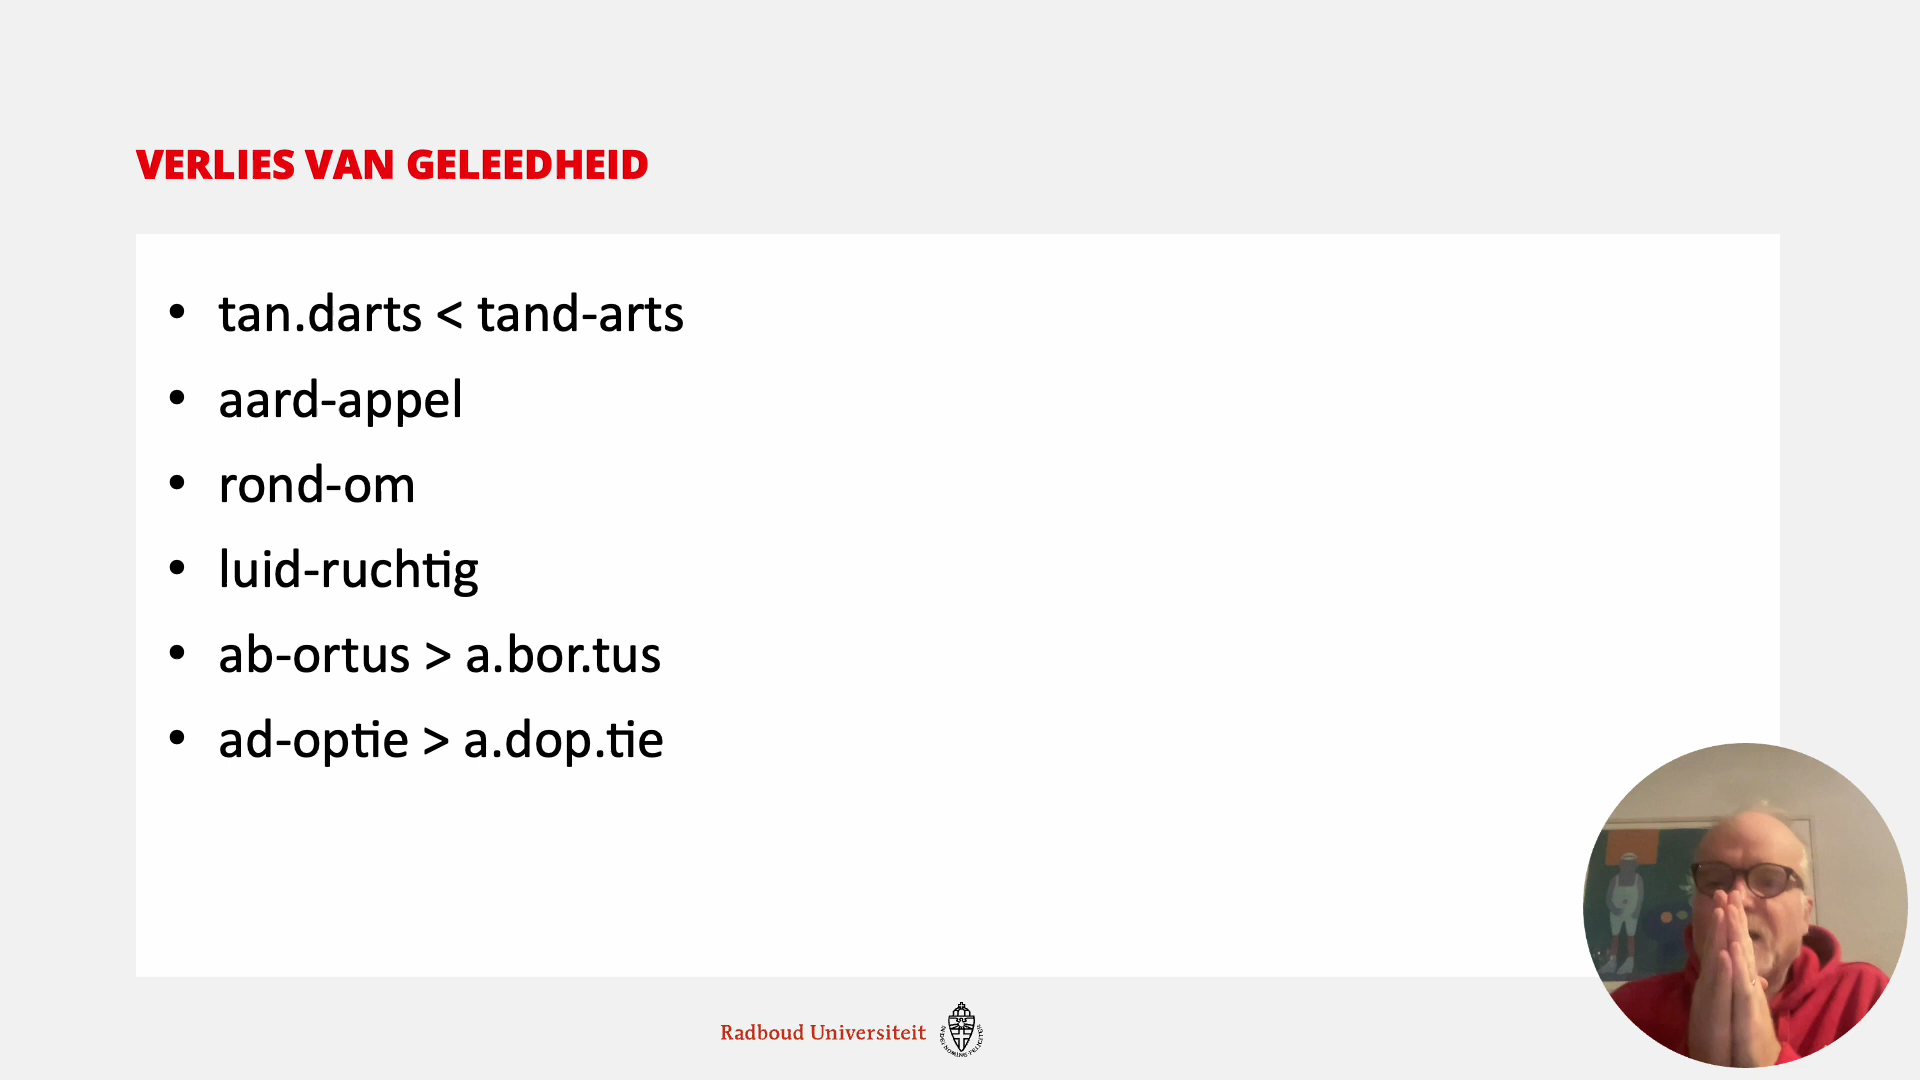 VERLIES VAN GELEEDHEID
• tan.darts < tand-arts
• aard-appel
• rond-om
• luid-ruchtig
• ab-ortus > a.bor.tus
• ad-optie > a.dop.tie
Radboud Universiteit